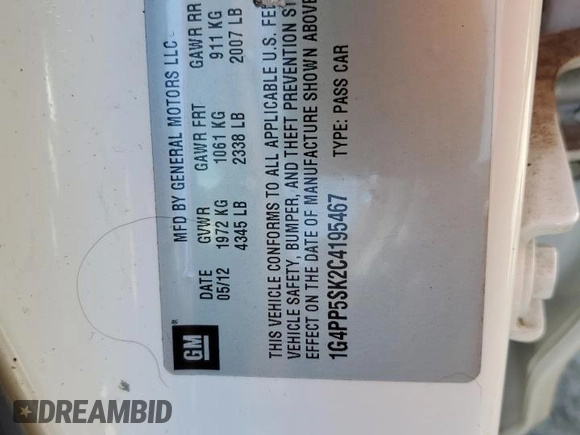 MFD BY GENERAL MOTORS LLC
DATE GVWR GAWR FRT GAWR RR
05/12 1972 KG 1061 KG 911 KG
4345 LB 2338 LB 2007 LB
THIS VEHICLE CONFORMS TO ALL APPLICABLE U.S.
VEHICLE SAFETY, BUMPER, AND THEFT PREVENTION
EFFECT ON THE DATE OF MANUFACTURE SHOWN ABOVE
1G4PP5SK2C4195467 TYPE: PASS CAR
GM®
DREAMBID